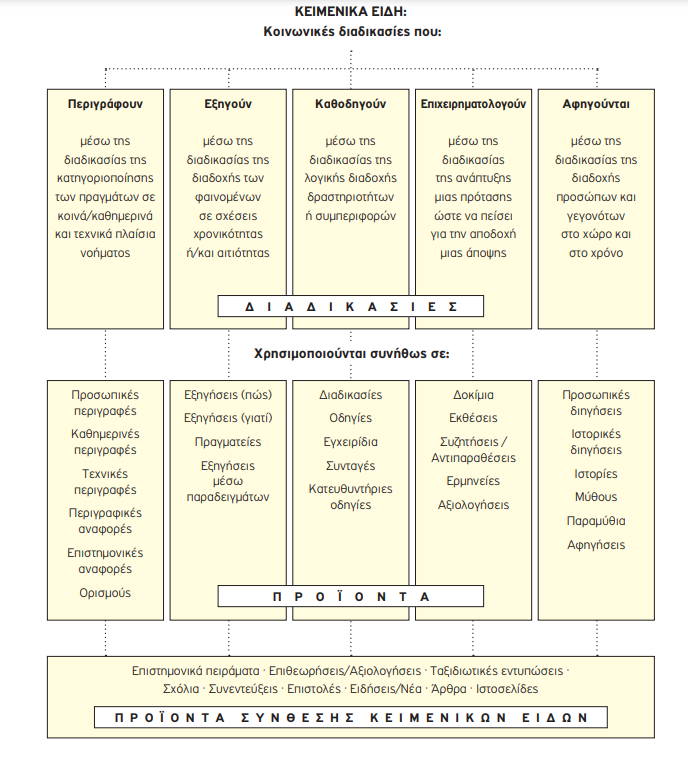 ΚΕΙΜΕΝΙΚΑ ΕΙΔΗ:
Κοινωνικές διαδικασίες που:
Περιγράφουν
μέσω της
διαδικασίας της
κατηγοριοποίησης
των πραγμάτων σε
κοινά/καθημερινά
και τεχνικά πλαίσια
νοήματος
Εξηγούν
μέσω της
διαδικασίας της
διαδοχής των
φαινομένων
σε σχέσεις
χρονικότητας
ή/και αιτιότητας
Καθοδηγούν
μέσω της
διαδικασίας της
λογικής διαδοχής
δραστηριοτήτων
ή συμπεριφορών
Επιχειρηματολογούν
μέσω της
διαδικασίας
της ανάπτυξης
μιας πρότασης
ώστε να πείσει
για την αποδοχή
μιας άποψης
Αφηγούνται
μέσω της
διαδικασίας της
διαδοχής
προσώπων και
γεγονότων
στο χώρο και
στο χρόνο
ΔΙΑΔΙΚΑΣΙΕΣ
Χρησιμοποιούνται συνήθως σε:
Προσωπικές
περιγραφές
Καθημερινές
περιγραφές
Τεχνικές
περιγραφές
Περιγραφικές
αναφορές
Επιστημονικές
αναφορές
Ορισμούς
Εξηγήσεις (πώς)
Εξηγήσεις (γιατί)
Πραγματείες
Εξηγήσεις
μέσω
παραδειγμάτων
Διαδικασίες
Οδηγίες
Εγχειρίδια
Συνταγές
Κατευθυντήριες
οδηγίες
Δοκίμια
Εκθέσεις
Συζητήσεις /
Αντιπαραθέσεις
Ερμηνείες
Αξιολογήσεις
Προσωπικές
διηγήσεις
Ιστορικές
διηγήσεις
Ιστορίες
Μύθους
Παραμύθια
Αφηγήσεις
ΠΡΟΪΟΝΤΑ
Επιστημονικά πειράματα · Επιθεωρήσεις/Αξιολογήσεις · Ταξιδιωτικές εντυπώσεις ·
Σχόλια · Συνεντεύξεις · Επιστολές · Ειδήσεις/Νέα · Άρθρα · Ιστοσελίδες
ΠΡΟΪΟΝΤΑ ΣΥΝΘΕΣΗΣ ΚΕΙΜΕΝΙΚΩΝ ΕΙΔΩΝ